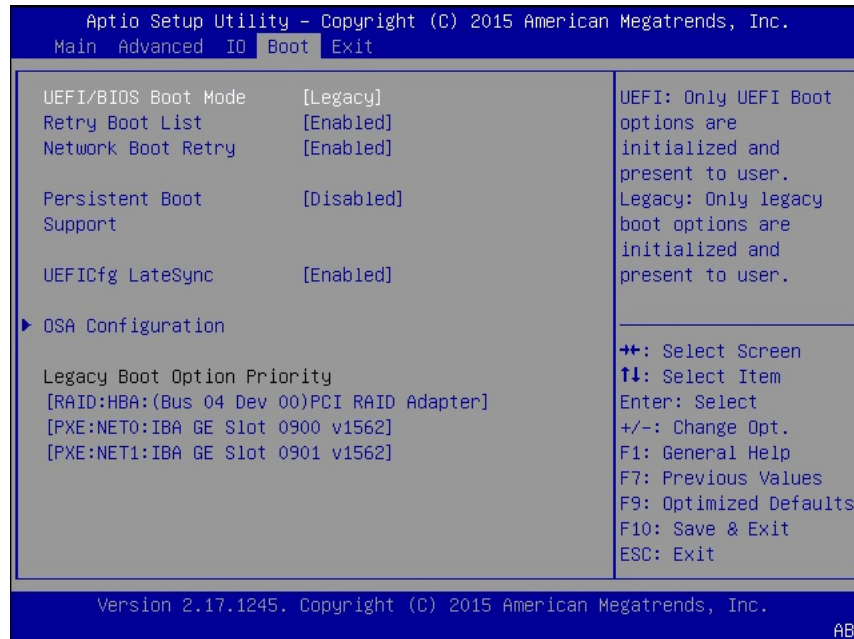 Aptio Setup Utility – Copyright (C) 2015 American Megatrends, Inc.
Main Advanced IO Boot Exit
UEFI/BIOS Boot Mode [Legacy]
Retry Boot List [Enabled]
Network Boot Retry [Enabled]
Persistent Boot [Disabled]
Support
UEFICfg LateSync [Enabled]
▶ OSA Configuration
Legacy Boot Option Priority
[RAID:HBA:(Bus 04 Dev 00)PCI RAID Adapter]
[PXE:NET0:IBA GE Slot 0900 v1562]
[PXE:NET1:IBA GE Slot 0901 v1562]
UEFI: Only UEFI Boot
options are
initialized and
present to user.
Legacy: Only legacy
boot options are
initialized and
present to user.
→←: Select Screen
↑↓: Select Item
Enter: Select
+/-: Change Opt.
F1: General Help
F7: Previous Values
F9: Optimized Defaults
F10: Save & Exit
ESC: Exit
Version 2.17.1245. Copyright (C) 2015 American Megatrends, Inc.
AB